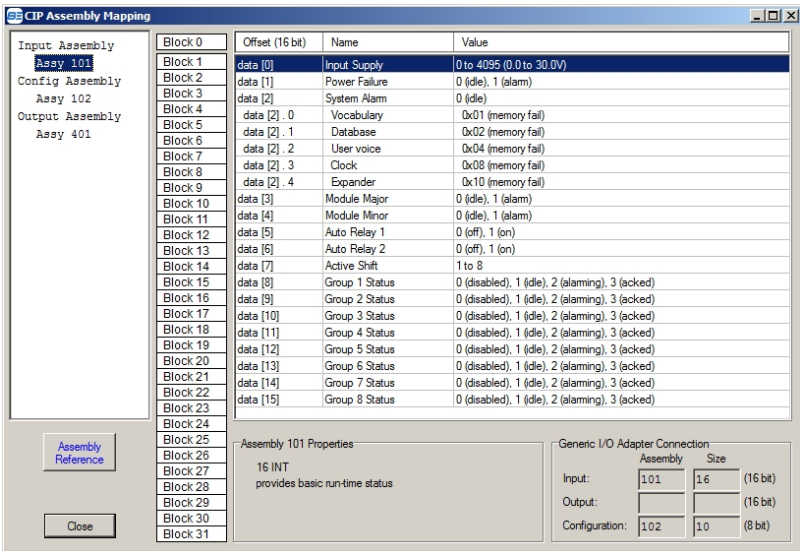 CIP Assembly Mapping
Input Assembly
Assy 101
Config Assembly
Assy 102
Output Assembly
Assy 401
Assembly
Reference
Close
Block 0
Block 1
Block 2
Block 3
Block 4
Block 5
Block 6
Block 7
Block 8
Block 9
Block 10
Block 11
Block 12
Block 13
Block 14
Block 15
Block 16
Block 17
Block 18
Block 19
Block 20
Block 21
Block 22
Block 23
Block 24
Block 25
Block 26
Block 27
Block 28
Block 29
Block 30
Block 31
Offset (16 bit) Name Value
data [0] Input Supply 0 to 4095 (0.0 to 30.0V)
data [1] Power Failure 0 (idle), 1 (alarm)
data [2] System Alarm 0 (idle)
data [2] . 0 Vocabulary 0x01 (memory fail)
data [2] . 1 Database 0x02 (memory fail)
data [2] . 2 User voice 0x04 (memory fail)
data [2] . 3 Clock 0x08 (memory fail)
data [2] . 4 Expander 0x10 (memory fail)
data [3] Module Major 0 (idle), 1 (alarm)
data [4] Module Minor 0 (idle), 1 (alarm)
data [5] Auto Relay 1 0 (off), 1 (on)
data [6] Auto Relay 2 0 (off), 1 (on)
data [7] Active Shift 1 to 8
data [8] Group 1 Status 0 (disabled), 1 (idle), 2 (alarming), 3 (acked)
data [9] Group 2 Status 0 (disabled), 1 (idle), 2 (alarming), 3 (acked)
data [10] Group 3 Status 0 (disabled), 1 (idle), 2 (alarming), 3 (acked)
data [11] Group 4 Status 0 (disabled), 1 (idle), 2 (alarming), 3 (acked)
data [12] Group 5 Status 0 (disabled), 1 (idle), 2 (alarming), 3 (acked)
data [13] Group 6 Status 0 (disabled), 1 (idle), 2 (alarming), 3 (acked)
data [14] Group 7 Status 0 (disabled), 1 (idle), 2 (alarming), 3 (acked)
data [15] Group 8 Status 0 (disabled), 1 (idle), 2 (alarming), 3 (acked)
Assembly 101 Properties
16 INT
provides basic run-time status
Generic I/O Adapter Connection
Assembly Size
Input: 101 16 (16 bit)
Output: (16 bit)
Configuration: 102 10 (8 bit)